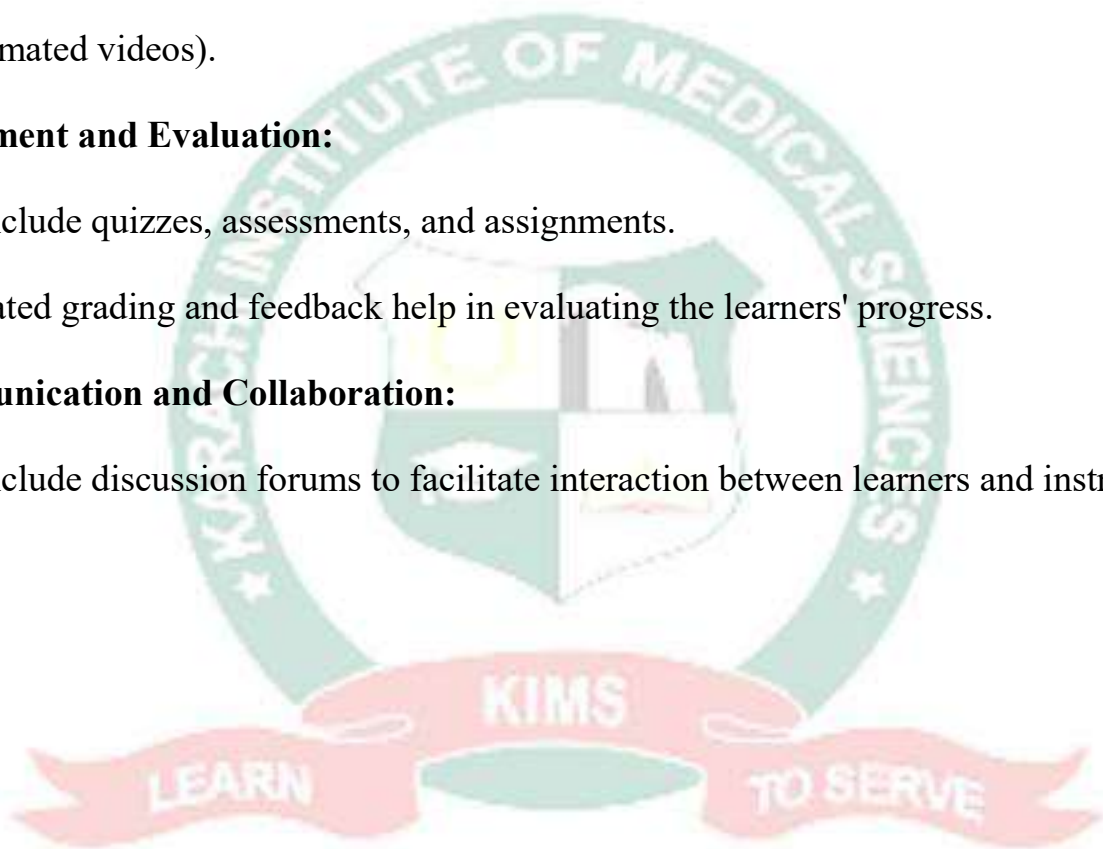 mated videos).
ment and Evaluation:
clude quizzes, assessments, and assignments.
ated grading and feedback help in evaluating the learners' progress.
unication and Collaboration:
clude discussion forums to facilitate interaction between learners and instr
KARACHI INSTITUTE OF MEDICAL SCIENCES
KIMS
LEARN TO SERVE